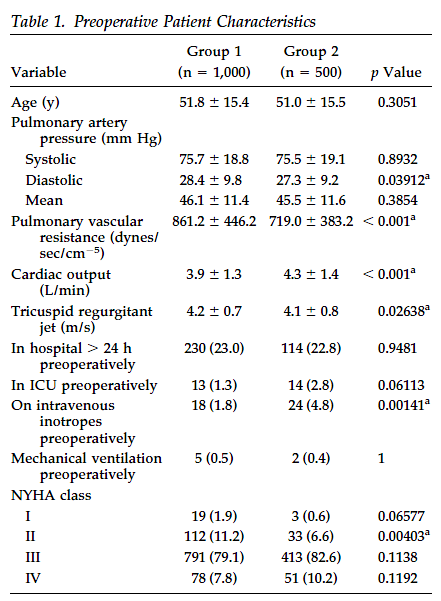 Table 1. Preoperative Patient Characteristics
Group 1 Group 2
Variable (n = 1,000) (n = 500) p Value
Age (y) 51.8 ± 15.4 51.0 ± 15.5 0.3051
Pulmonary artery
pressure (mm Hg)
Systolic 75.7 ± 18.8 75.5 ± 19.1 0.8932
Diastolic 28.4 ± 9.8 27.3 ± 9.2 0.03912a
Mean 46.1 ± 11.4 45.5 ± 11.6 0.3854
Pulmonary vascular 861.2 ± 446.2 719.0 ± 383.2 < 0.001a
resistance (dynes/
sec/cm−5)
Cardiac output 3.9 ± 1.3 4.3 ± 1.4 < 0.001a
(L/min)
Tricuspid regurgitant 4.2 ± 0.7 4.1 ± 0.8 0.02638a
jet (m/s)
In hospital > 24 h 230 (23.0) 114 (22.8) 0.9481
preoperatively
In ICU preoperatively 13 (1.3) 14 (2.8) 0.06113
On intravenous 18 (1.8) 24 (4.8) 0.00141a
inotropes
preoperatively
Mechanical ventilation 5 (0.5) 2 (0.4) 1
preoperatively
NYHA class
I 19 (1.9) 3 (0.6) 0.06577
II 112 (11.2) 33 (6.6) 0.00403a
III 791 (79.1) 413 (82.6) 0.1138
IV 78 (7.8) 51 (10.2) 0.1192